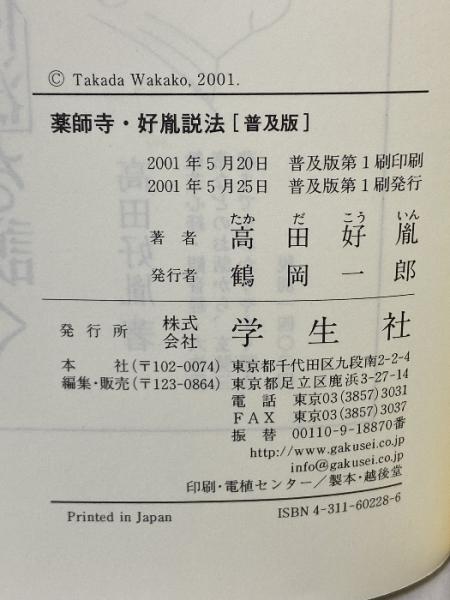 © Takada Wakako, 2001.
薬師寺・好胤説法［普及版］
2001年5月20日 普及版第1刷印刷
2001年5月25日 普及版第1刷発行
たか だ こう いん
著者 高田好胤
発行者 鶴岡一郎
発行所 株式会社 学生社
本社（〒102-0074）東京都千代田区九段南2-2-4
編集・販売（〒123-0864）東京都足立区鹿浜3-27-14
電話 東京03(3857)3031
FAX 東京03(3857)3037
振替 00110-9-18870番
http://www.gakusei.co.jp
info@gakusei.co.jp
印刷・電植センター／製本・越後堂
Printed in Japan ISBN 4-311-60228-6